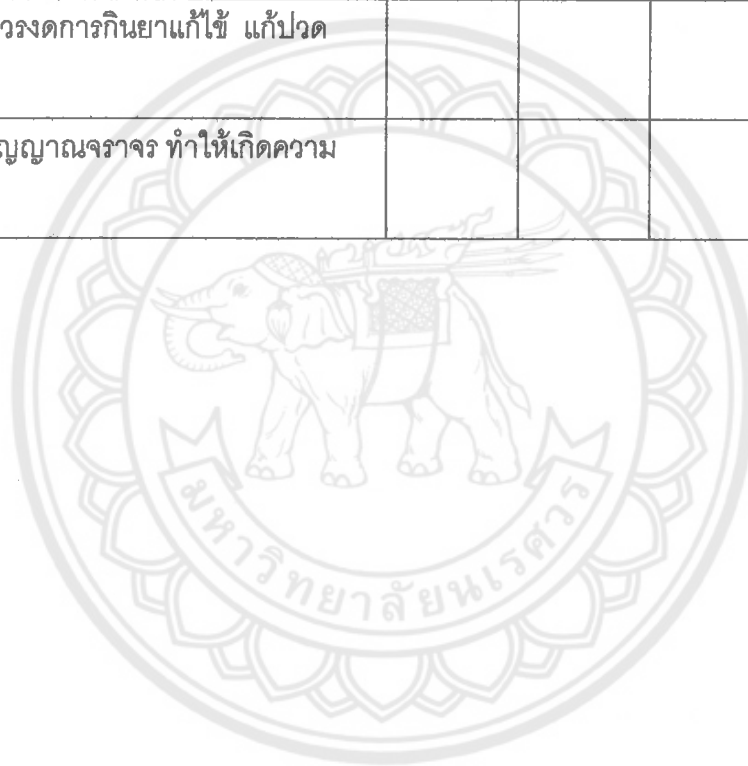 วรงดการกินยาแก้ไข้ แก้ปวด
ญญาณจราจร ทำให้เกิดความ
มหาวิทยาลัยนเรศวร